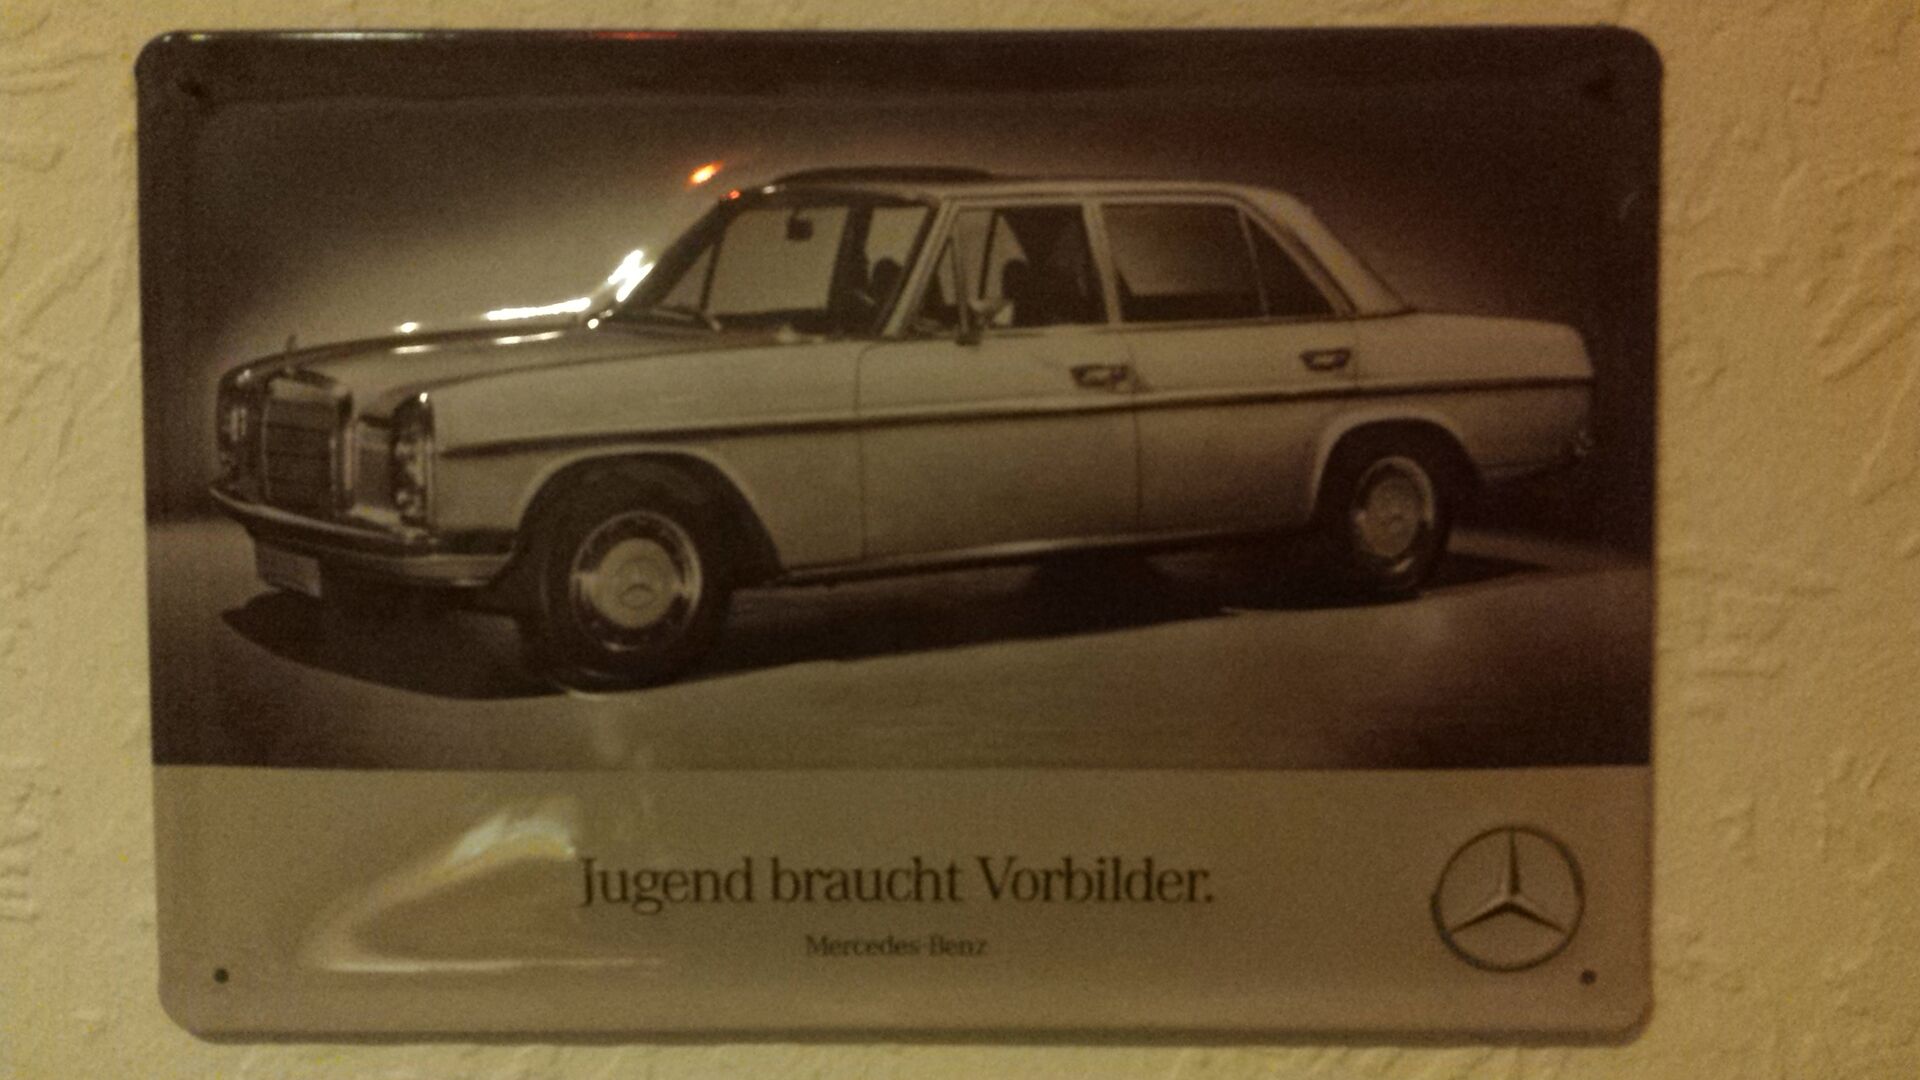 Jugend braucht Vorbilder.
Mercedes-Benz